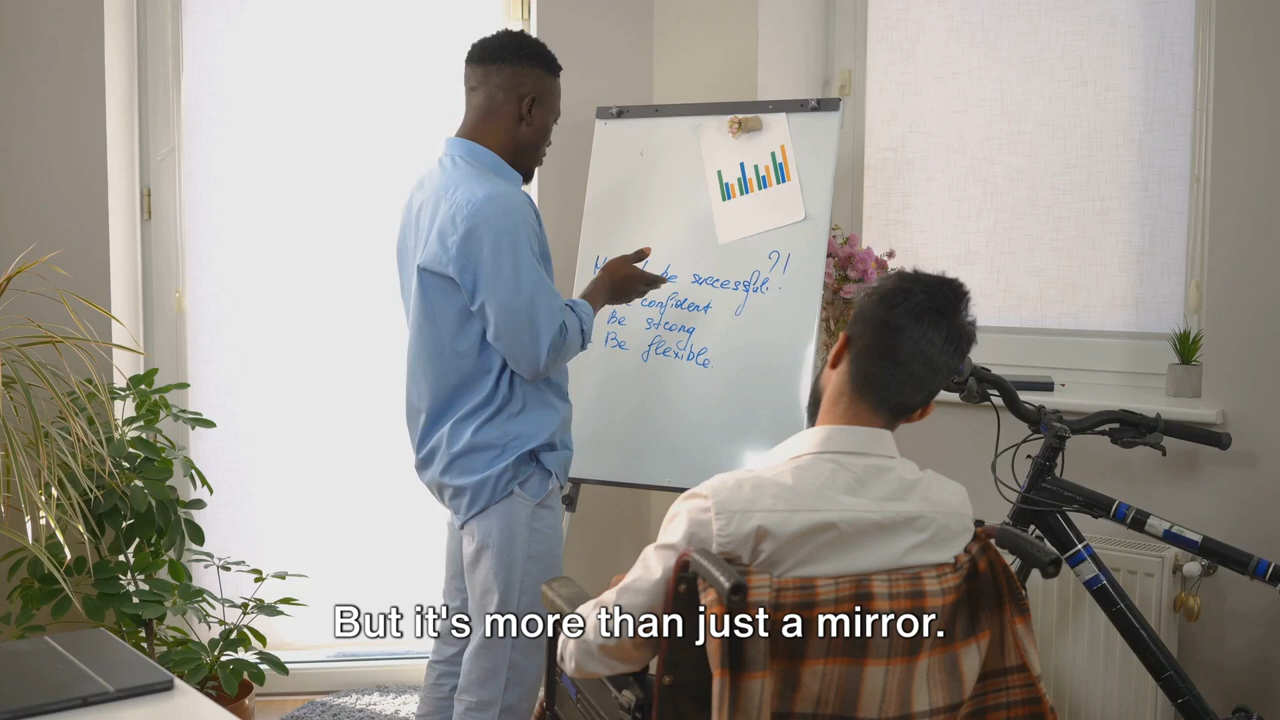 ?!
be successful
confident
Be strong
- Be flexible.
But it's more than just a mirror.